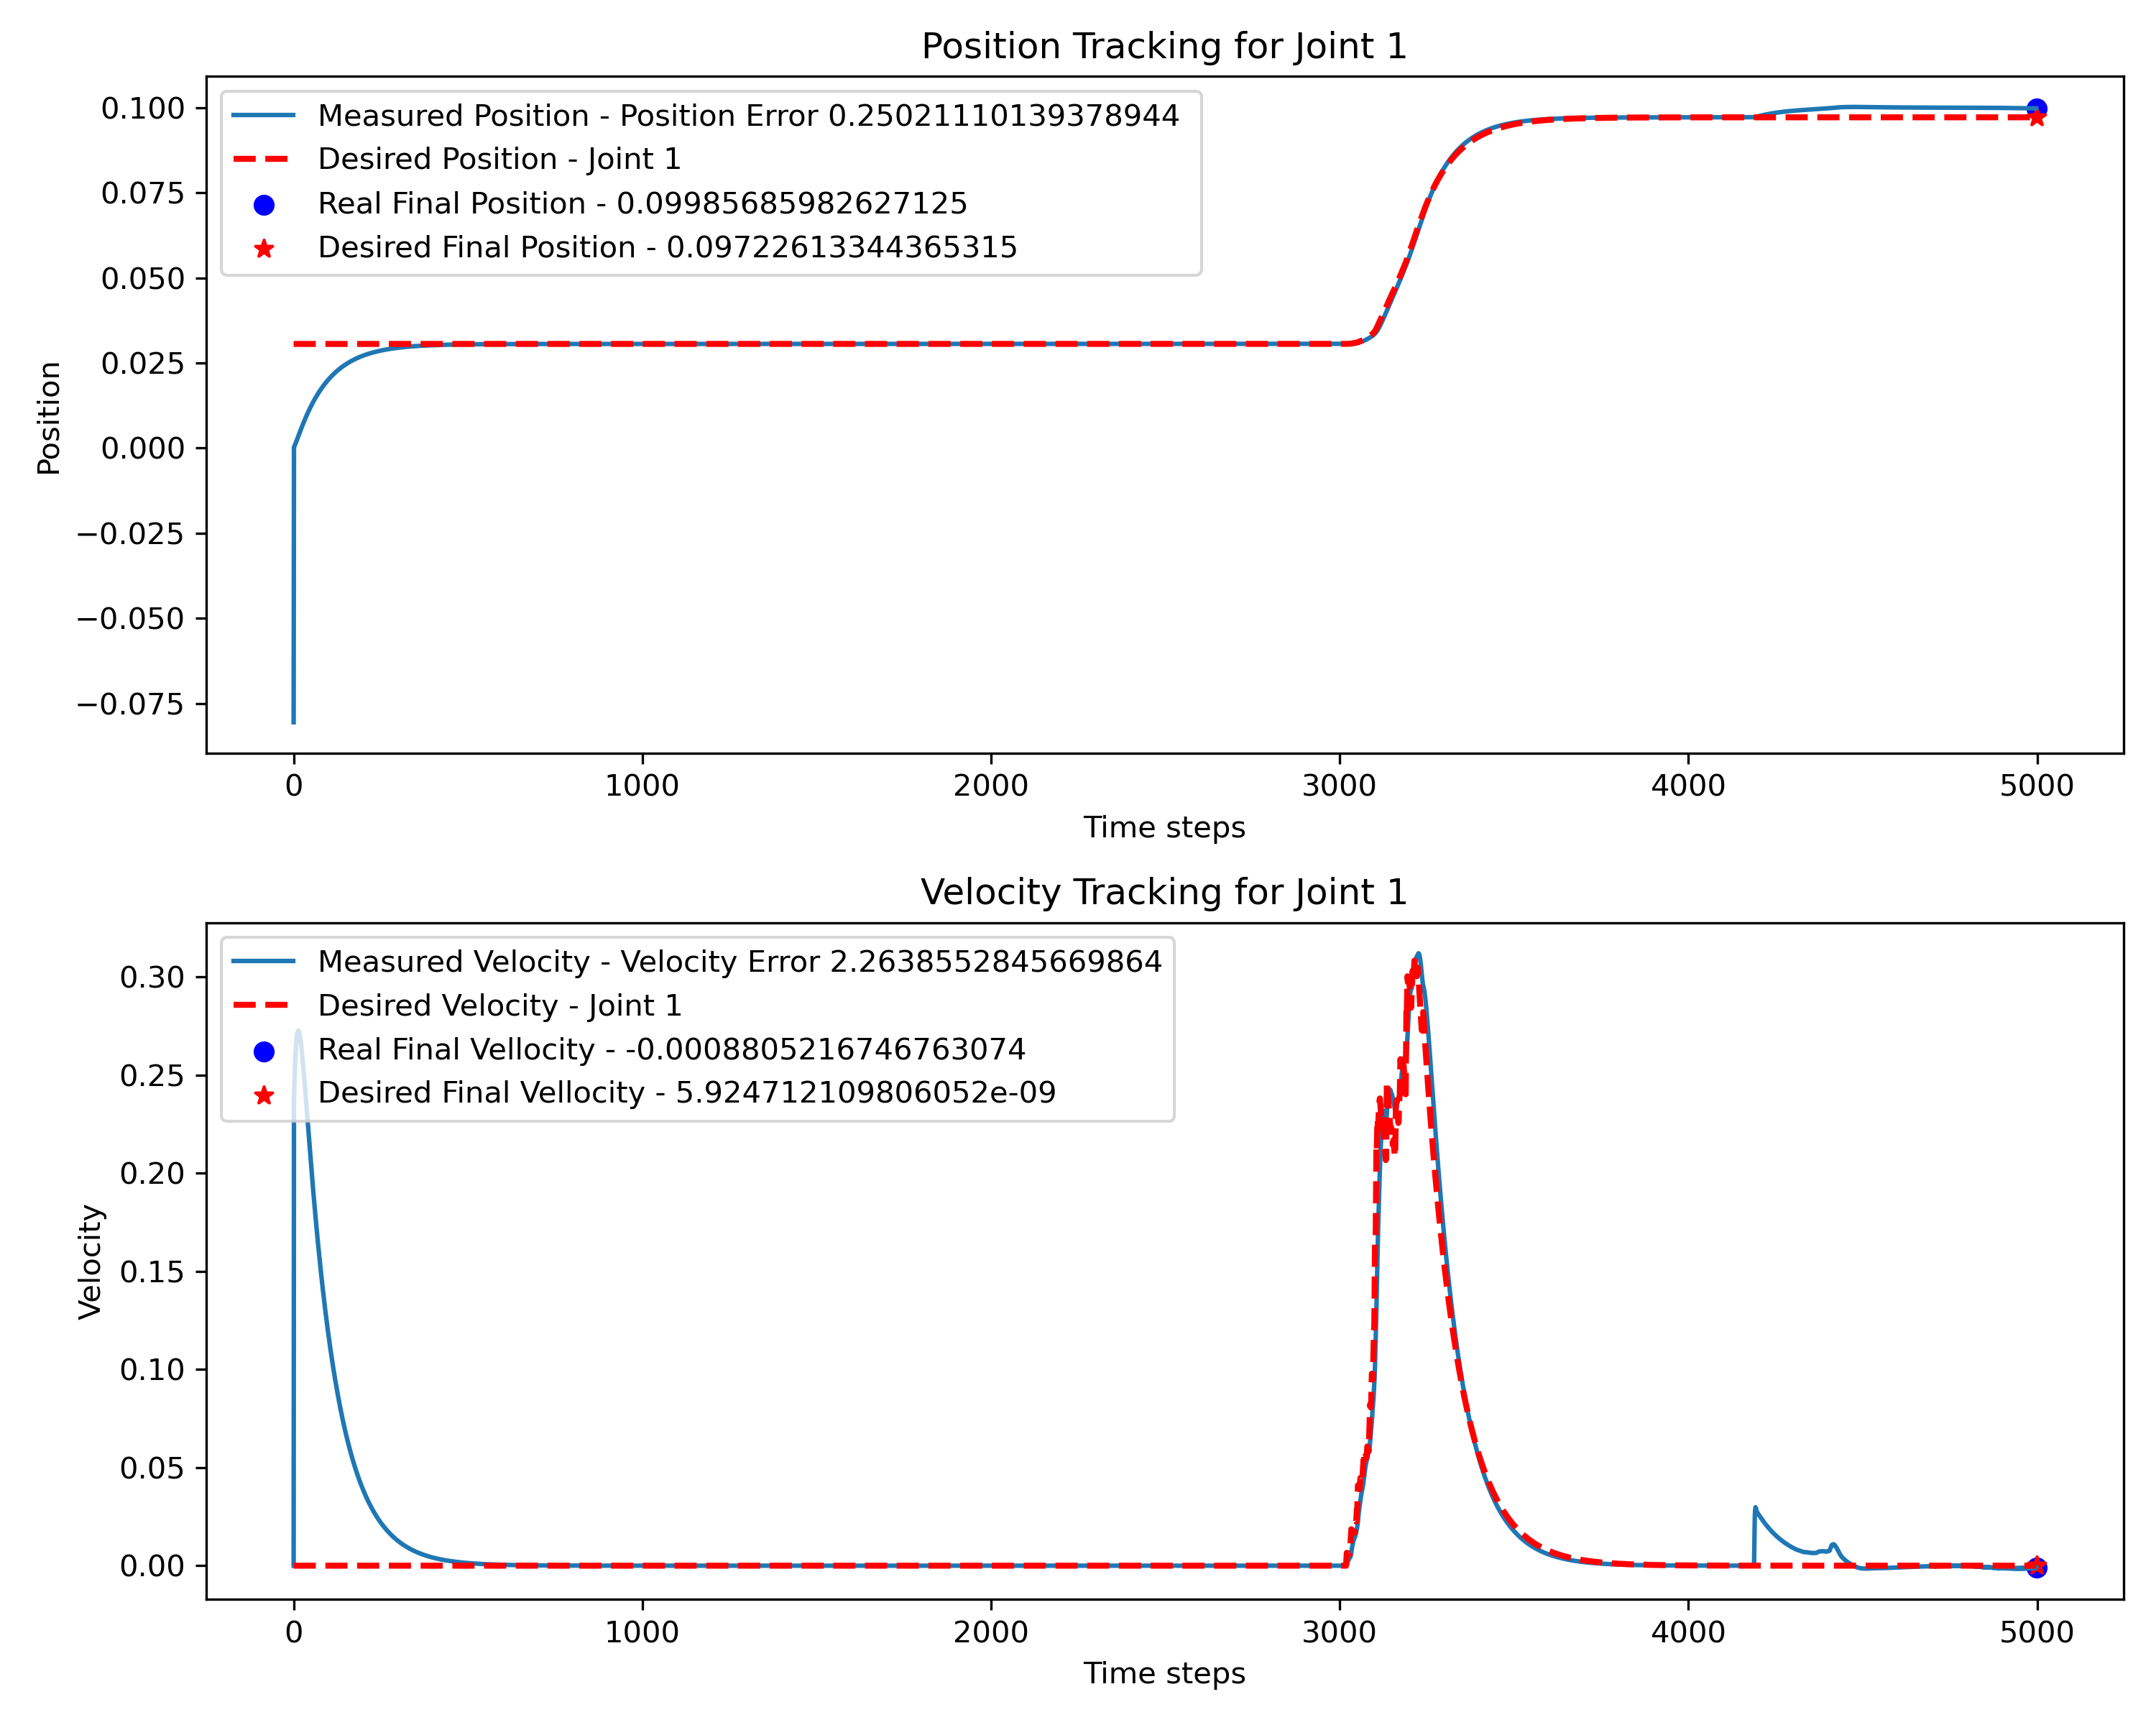 Position Tracking for Joint 1
Measured Position - Position Error 0.25021110139378944
Desired Position - Joint 1
Real Final Position - 0.09985685982627125
Desired Final Position - 0.09722613344365315
Position
0.100
0.075
0.050
0.025
0.000
−0.025
−0.050
−0.075
0 1000 2000 3000 4000 5000
Time steps
Velocity Tracking for Joint 1
Measured Velocity - Velocity Error 2.2638552845669864
Desired Velocity - Joint 1
Real Final Vellocity - -0.0008805216746763074
Desired Final Vellocity - 5.924712109806052e-09
Velocity
0.30
0.25
0.20
0.15
0.10
0.05
0.00
0 1000 2000 3000 4000 5000
Time steps